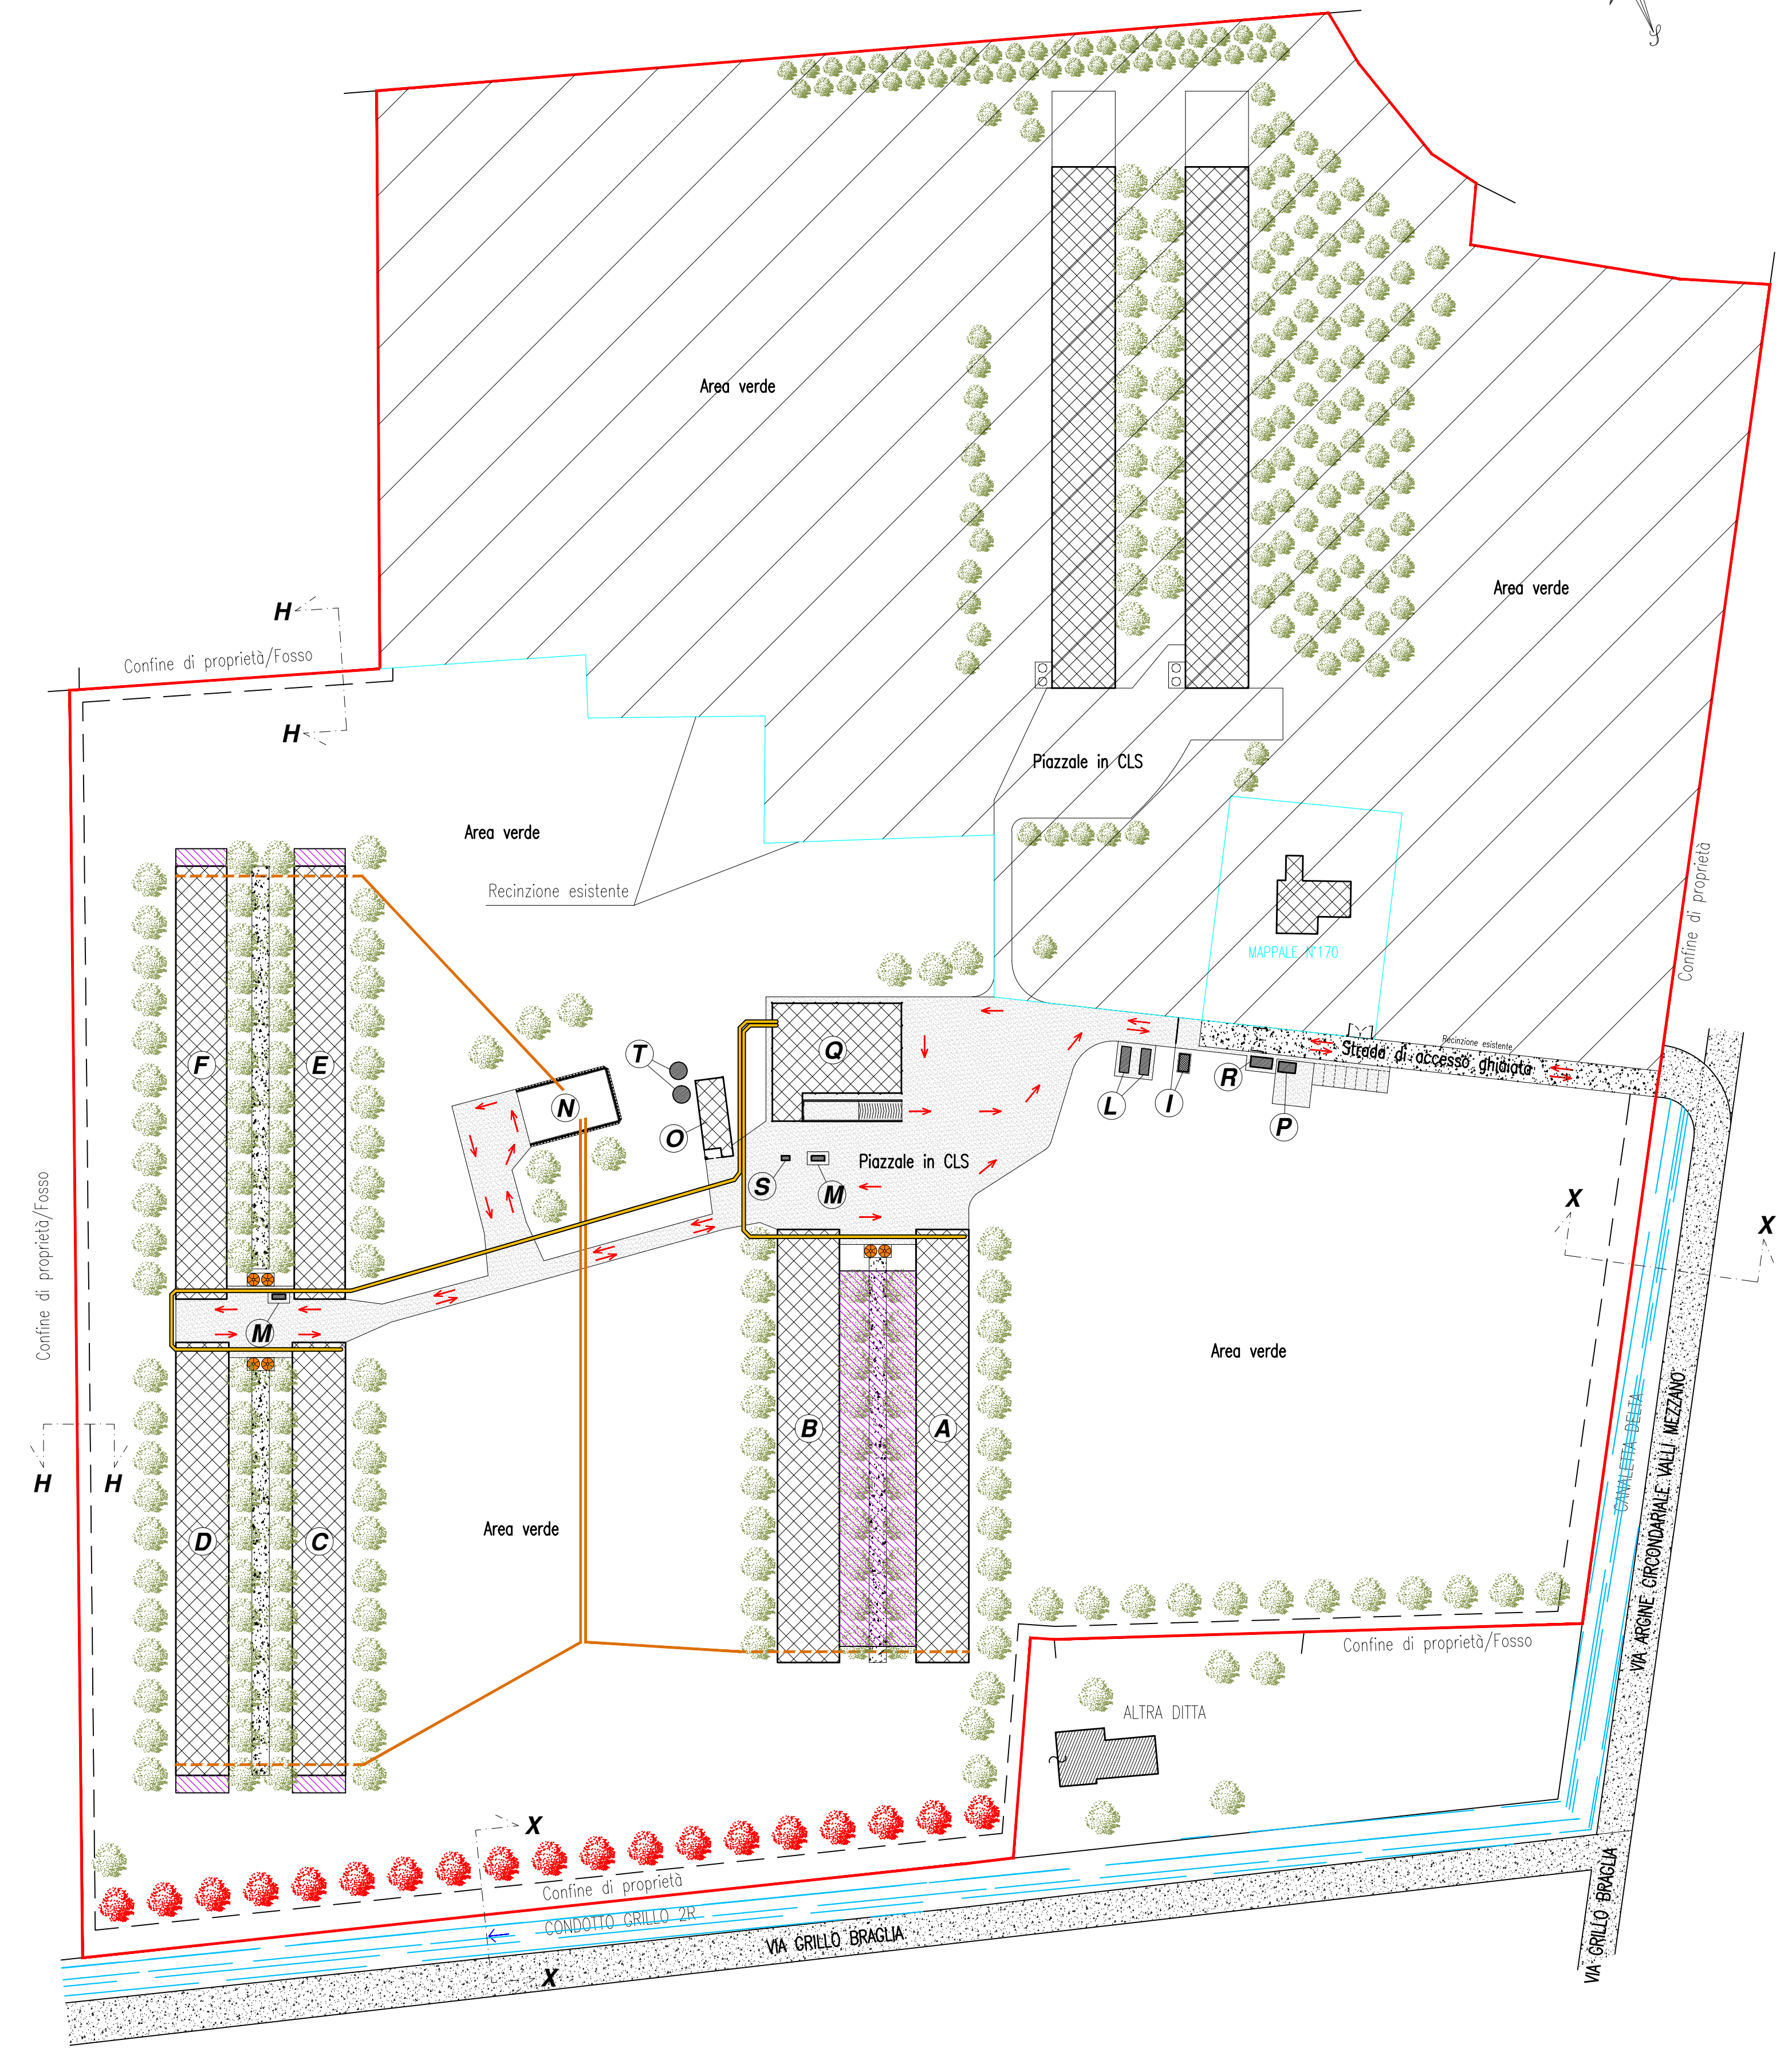 S
Area verde
Area verde
H
Confine di proprietà/Fosso
H
Piazzale in CLS
Area verde
Recinzione esistente
Confine di proprietà
MAPPALE N°170
F
E
T
N
O
Q
Recinzione esistente
Strada di accesso ghiaiata
R
L
I
P
S
M
Piazzale in CLS
Confine di proprietà/Fosso
X
X
M
Area verde
B
A
H
H
D
C
Area verde
CANALETTA DELTA
VIA ARGINE CIRCONDARIALE VALLI MEZZANO
Confine di proprietà/Fosso
ALTRA DITTA
X
Confine di proprietà
CONDOTTO GRILLO 2R
VIA GRILLO BRAGLIA
X
VIA GRILLO BRAGLIA